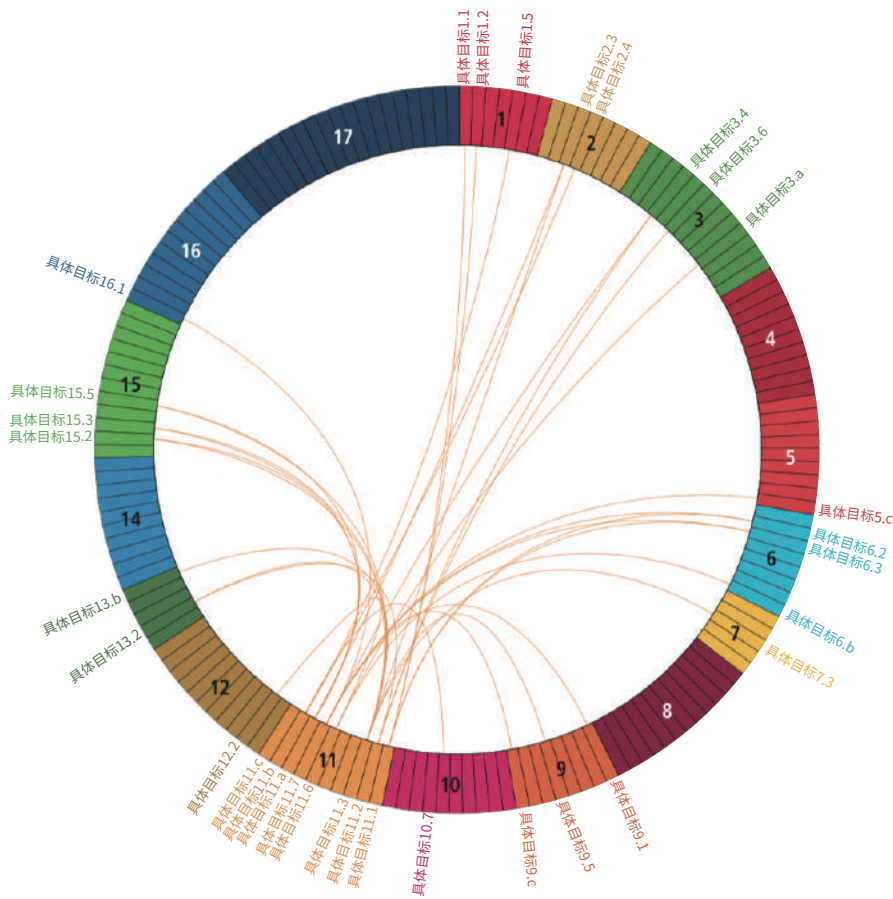 具体目标1.1
具体目标1.2
具体目标1.5
具体目标2.3
具体目标2.4
具体目标3.4
具体目标3.6
具体目标3.a
具体目标5.c
具体目标6.2
具体目标6.3
具体目标6.b
具体目标7.3
具体目标9.1
具体目标9.5
具体目标9.c
具体目标10.7
具体目标11.1
具体目标11.2
具体目标11.3
具体目标11.6
具体目标11.7
具体目标11.a
具体目标11.b
具体目标11.c
具体目标12.2
具体目标13.2
具体目标13.b
具体目标15.2
具体目标15.3
具体目标15.5
具体目标16.1
1
2
3
4
5
6
7
8
9
10
11
12
13
14
15
16
17